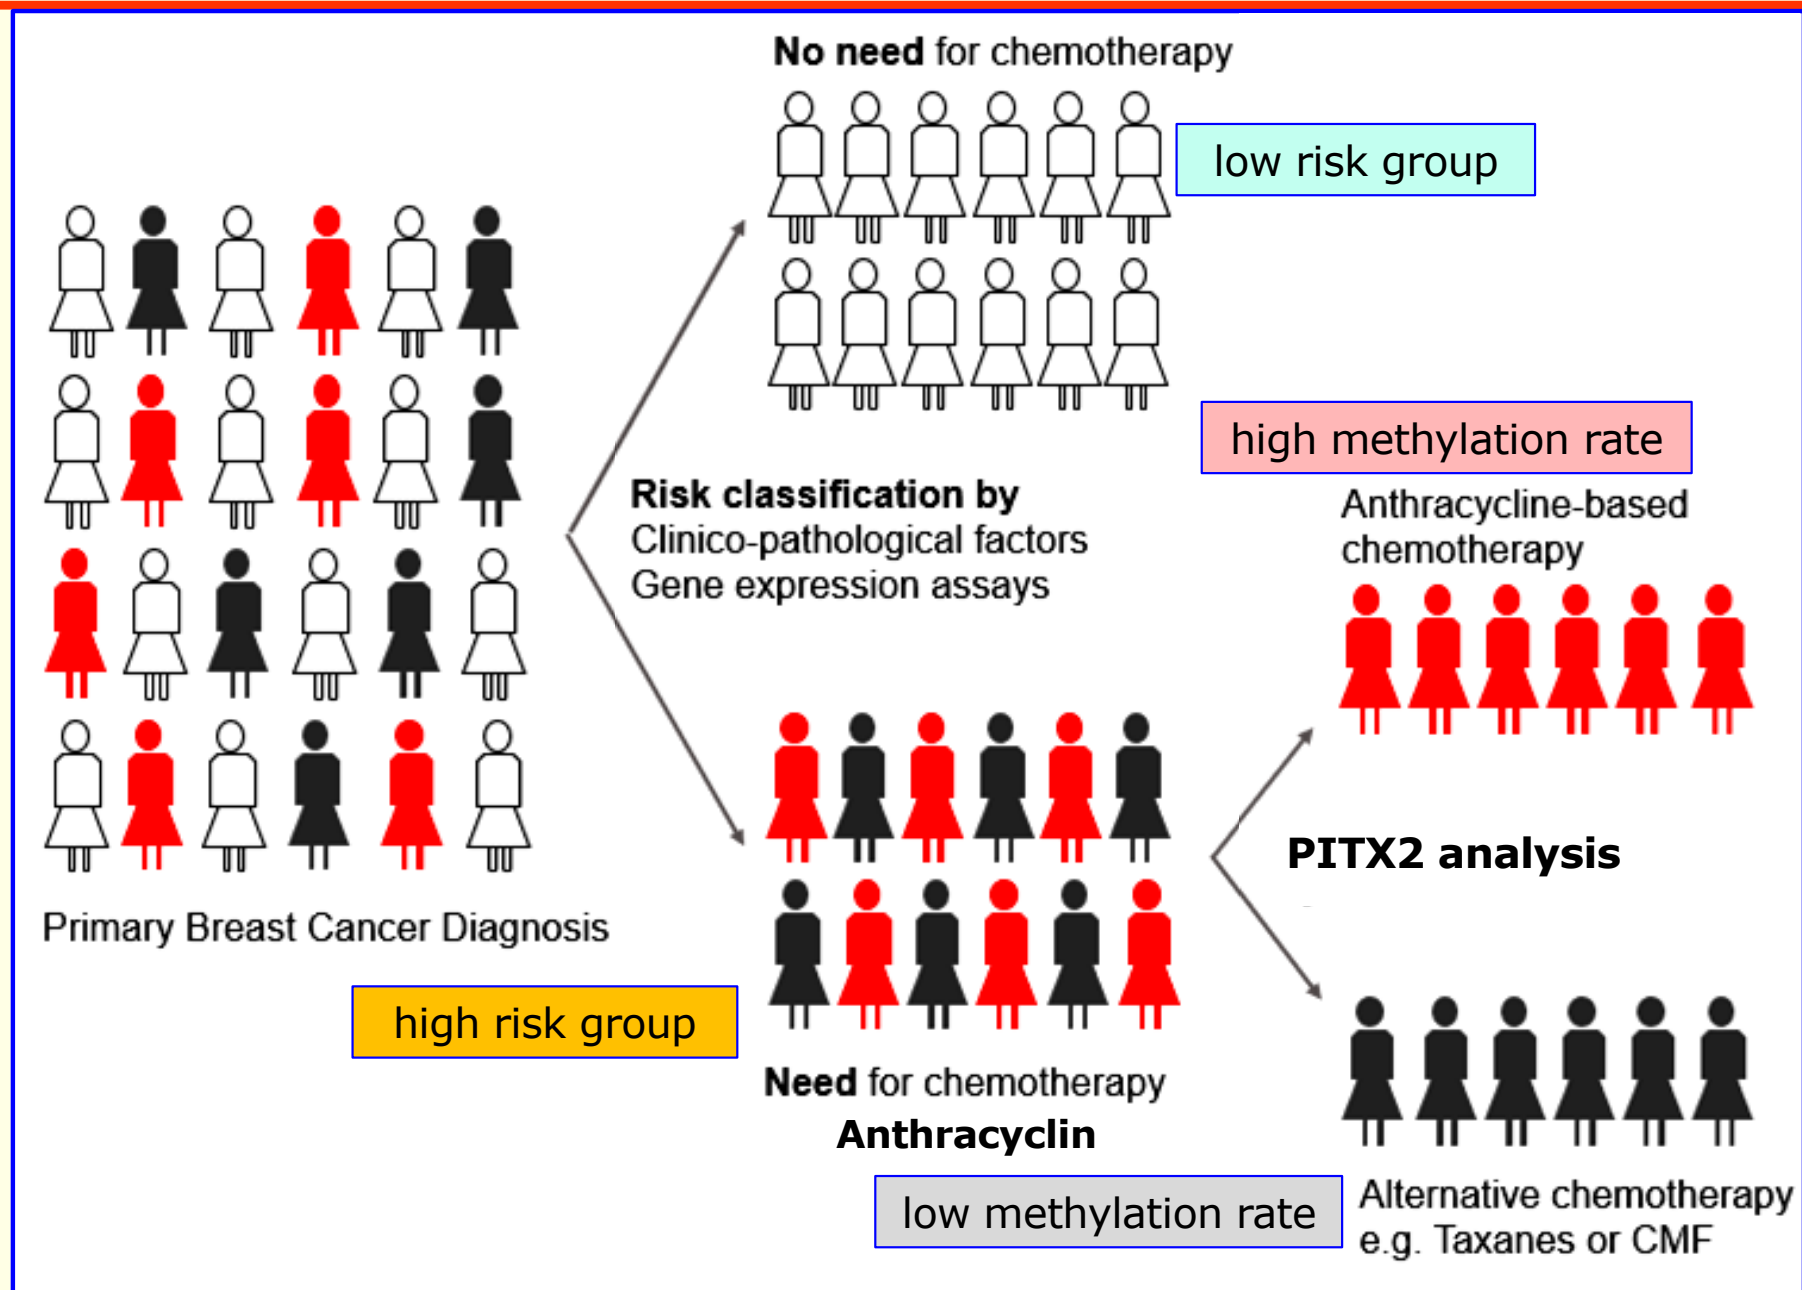 No need for chemotherapy
low risk group
high methylation rate
Risk classification by
Clinico-pathological factors
Gene expression assays
Anthracycline-based
chemotherapy
PITX2 analysis
Primary Breast Cancer Diagnosis
high risk group
Need for chemotherapy
Anthracyclin
low methylation rate
Alternative chemotherapy
e.g. Taxanes or CMF